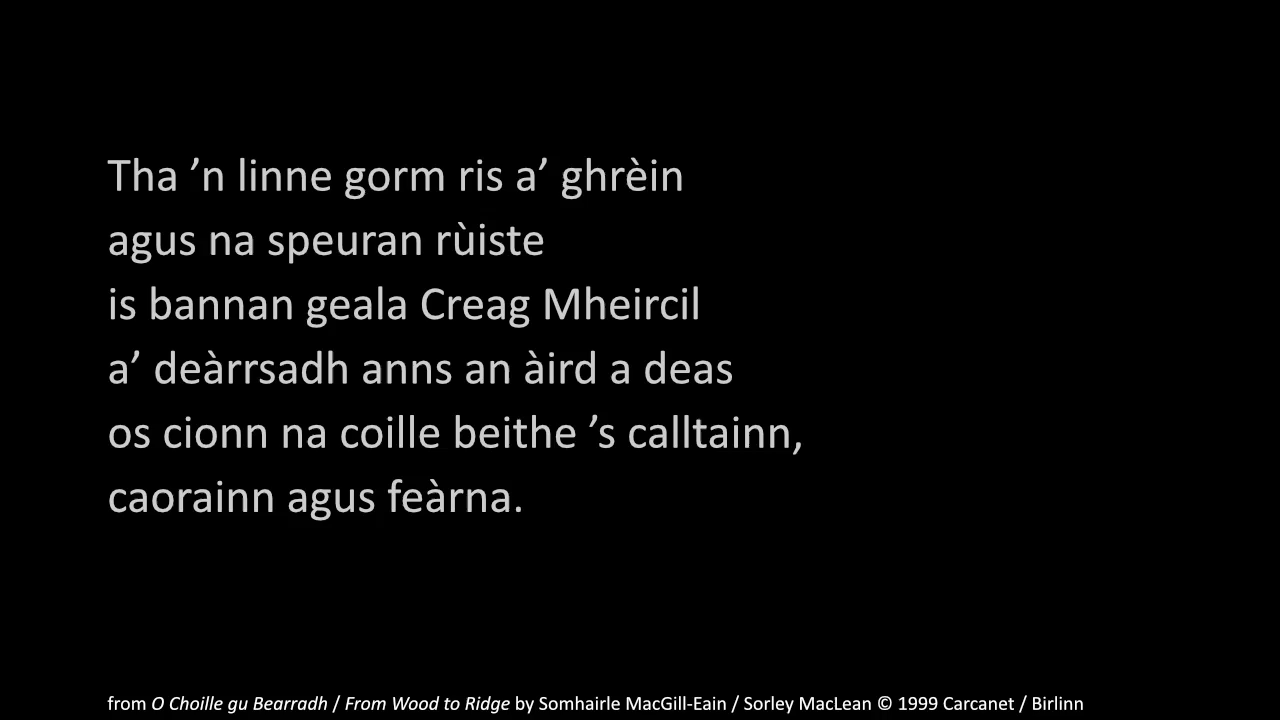 Tha ’n linne gorm ris a’ ghrèin
agus na speuran rùiste
is bannan geala Creag Mheircil
a’ deàrrsadh anns an àird a deas
os cionn na coille beithe ’s calltainn,
caorainn agus feàrna.
from O Choille gu Bearradh / From Wood to Ridge by Somhairle MacGill-Eain / Sorley MacLean © 1999 Carcanet / Birlinn